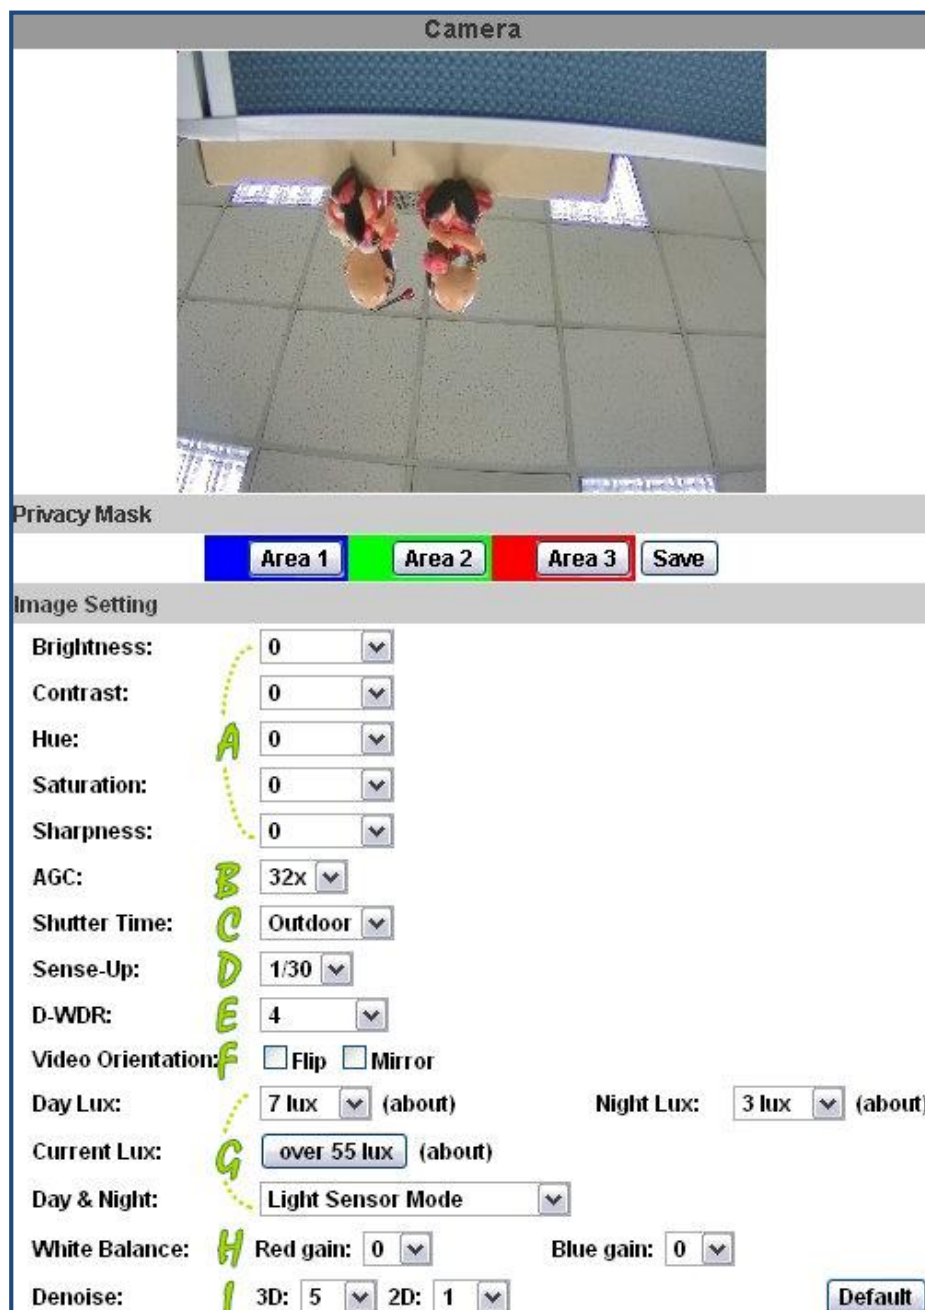 Camera
Privacy Mask
Area 1 Area 2 Area 3 Save
Image Setting
Brightness: 0
Contrast: 0
Hue: A 0
Saturation: 0
Sharpness: 0
AGC: B 32x
Shutter Time: C Outdoor
Sense-Up: D 1/30
D-WDR: E 4
Video Orientation: F Flip Mirror
Day Lux: 7 lux (about) Night Lux: 3 lux (about)
Current Lux: G over 55 lux (about)
Day & Night: Light Sensor Mode
White Balance: H Red gain: 0 Blue gain: 0
Denoise: I 3D: 5 2D: 1 Default